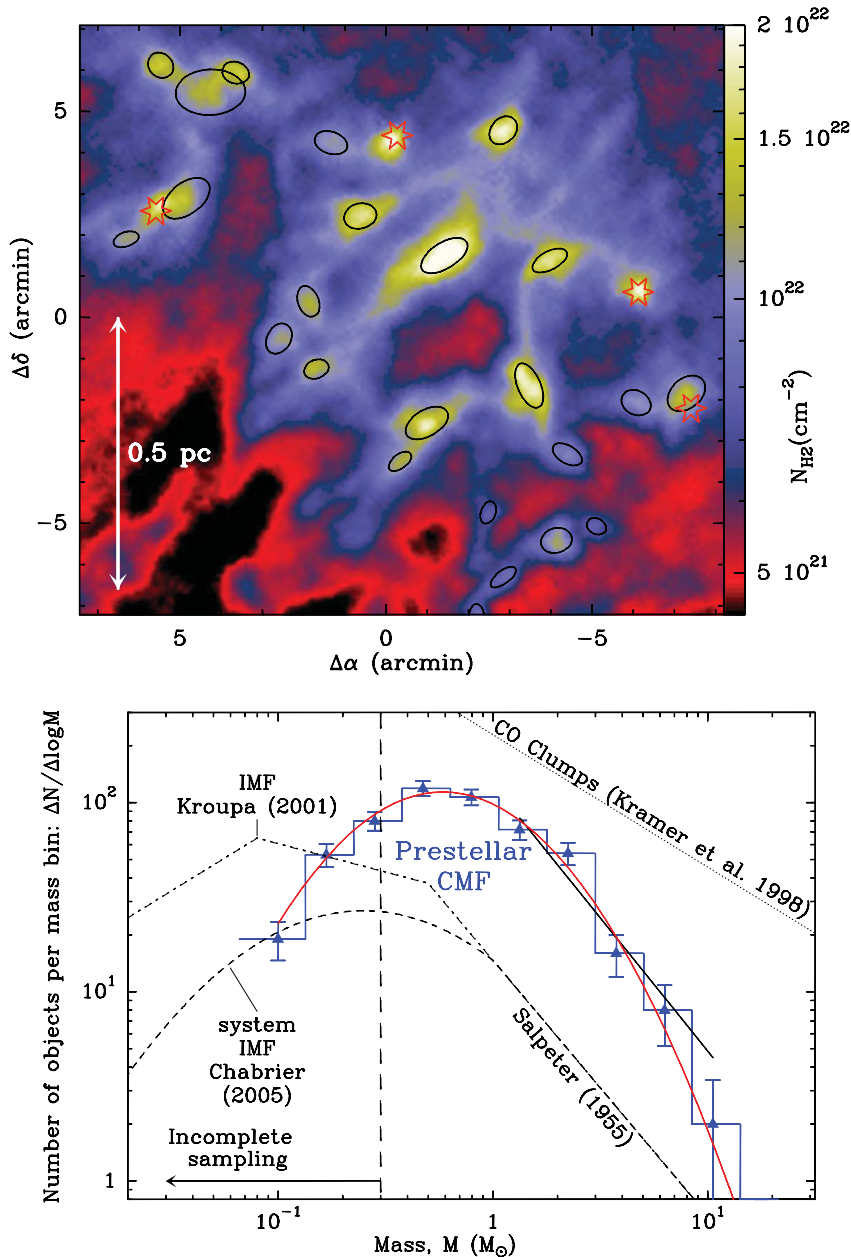 2 10²²
1.5 10²²
10²²
5 10²¹
N_H2(cm⁻²)
5
0
−5
Δδ (arcmin)
0.5 pc
5
0
−5
Δα (arcmin)
Number of objects per mass bin: ΔN/ΔlogM
10²
10¹
1
CO Clumps (Kramer et al. 1998)
IMF
Kroupa (2001)
Prestellar
CMF
system
IMF
Chabrier
(2005)
Salpeter (1955)
Incomplete
sampling
10⁻¹
1
10¹
Mass, M (M⊙)